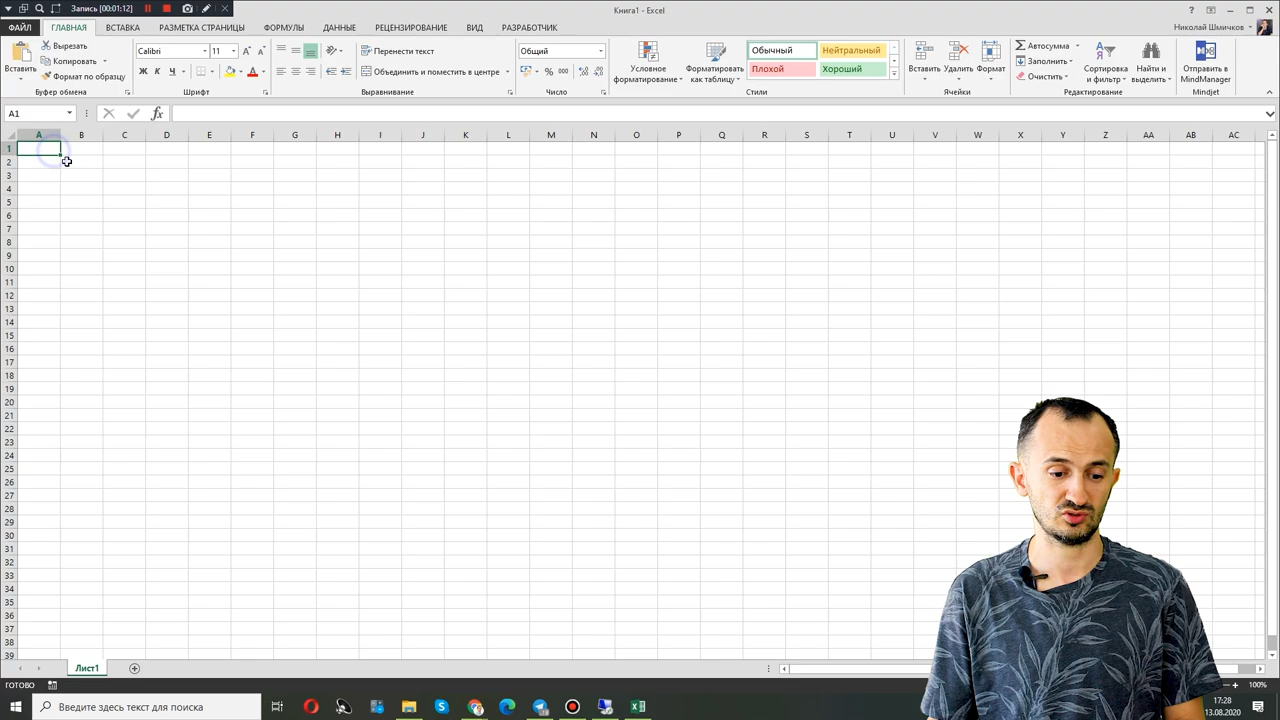 Запись [00:01:12]
Книга1 - Excel
ФАЙЛ ГЛАВНАЯ ВСТАВКА РАЗМЕТКА СТРАНИЦЫ ФОРМУЛЫ ДАННЫЕ РЕЦЕНЗИРОВАНИЕ ВИД РАЗРАБОТЧИК
Николай Шмичков
Вставить
Вырезать
Копировать
Формат по образцу
Буфер обмена
Calibri 11
Ж К Ч
Шрифт
Перенести текст
Объединить и поместить в центре
Выравнивание
Общий
%
000
Число
Условное форматирование
Форматировать как таблицу
Обычный Нейтральный
Плохой Хороший
Стили
Вставить Удалить Формат
Ячейки
Автосумма
Заполнить
Очистить
Сортировка и фильтр
Найти и выделить
Редактирование
Отправить в MindManager
Mindjet
A1
fx
A B C D E F G H I J K L M N O P Q R S T U V W X Y Z AA AB AC
1
2
3
4
5
6
7
8
9
10
11
12
13
14
15
16
17
18
19
20
21
22
23
24
25
26
27
28
29
30
31
32
33
34
35
36
37
38
39
Лист1
ГОТОВО
100%
Введите здесь текст для поиска
17:28
13.08.2020